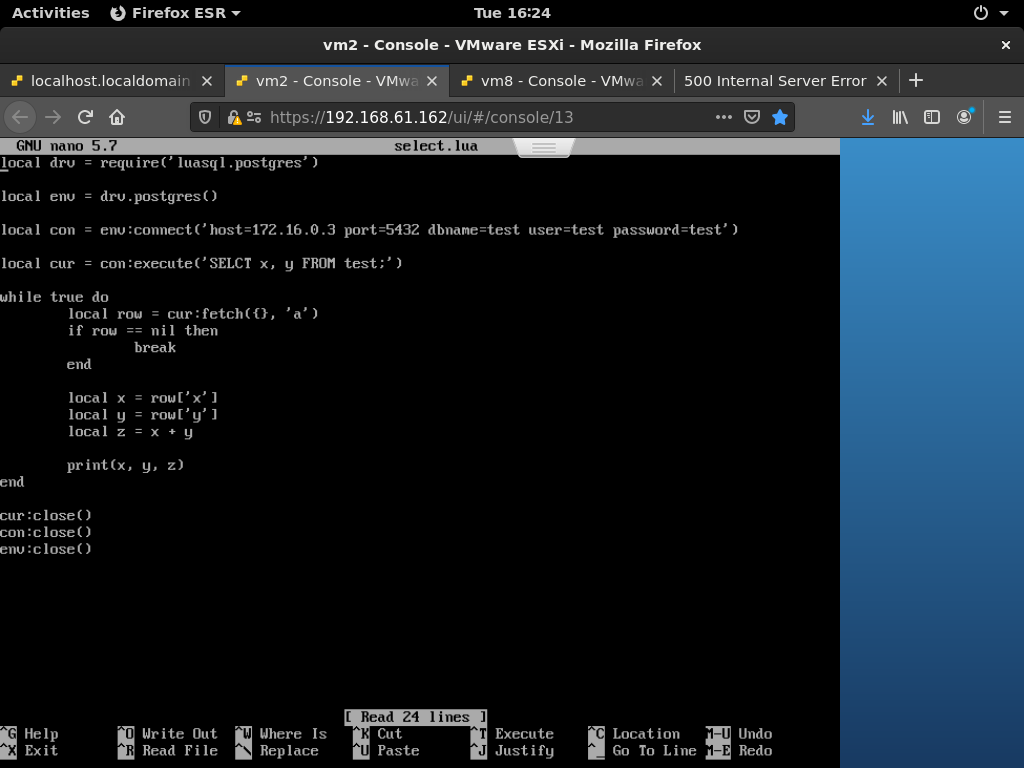 Activities Firefox ESR Tue 16:24
vm2 - Console - VMware ESXi - Mozilla Firefox
localhost.localdomain vm2 - Console - VMwa vm8 - Console - VMwa 500 Internal Server Error
https://192.168.61.162/ui/#/console/13
GNU nano 5.7 select.lua
local drv = require('luasql.postgres')
local env = drv.postgres()
local con = env:connect('host=172.16.0.3 port=5432 dbname=test user=test password=test')
local cur = con:execute('SELCT x, y FROM test;')
while true do
local row = cur:fetch({}, 'a')
if row == nil then
break
end
local x = row['x']
local y = row['y']
local z = x + y
print(x, y, z)
end
cur:close()
con:close()
env:close()
[ Read 24 lines ]
^G Help ^O Write Out ^W Where Is ^K Cut ^T Execute ^C Location M-U Undo
^X Exit ^R Read File ^\ Replace ^U Paste ^J Justify ^_ Go To Line M-E Redo